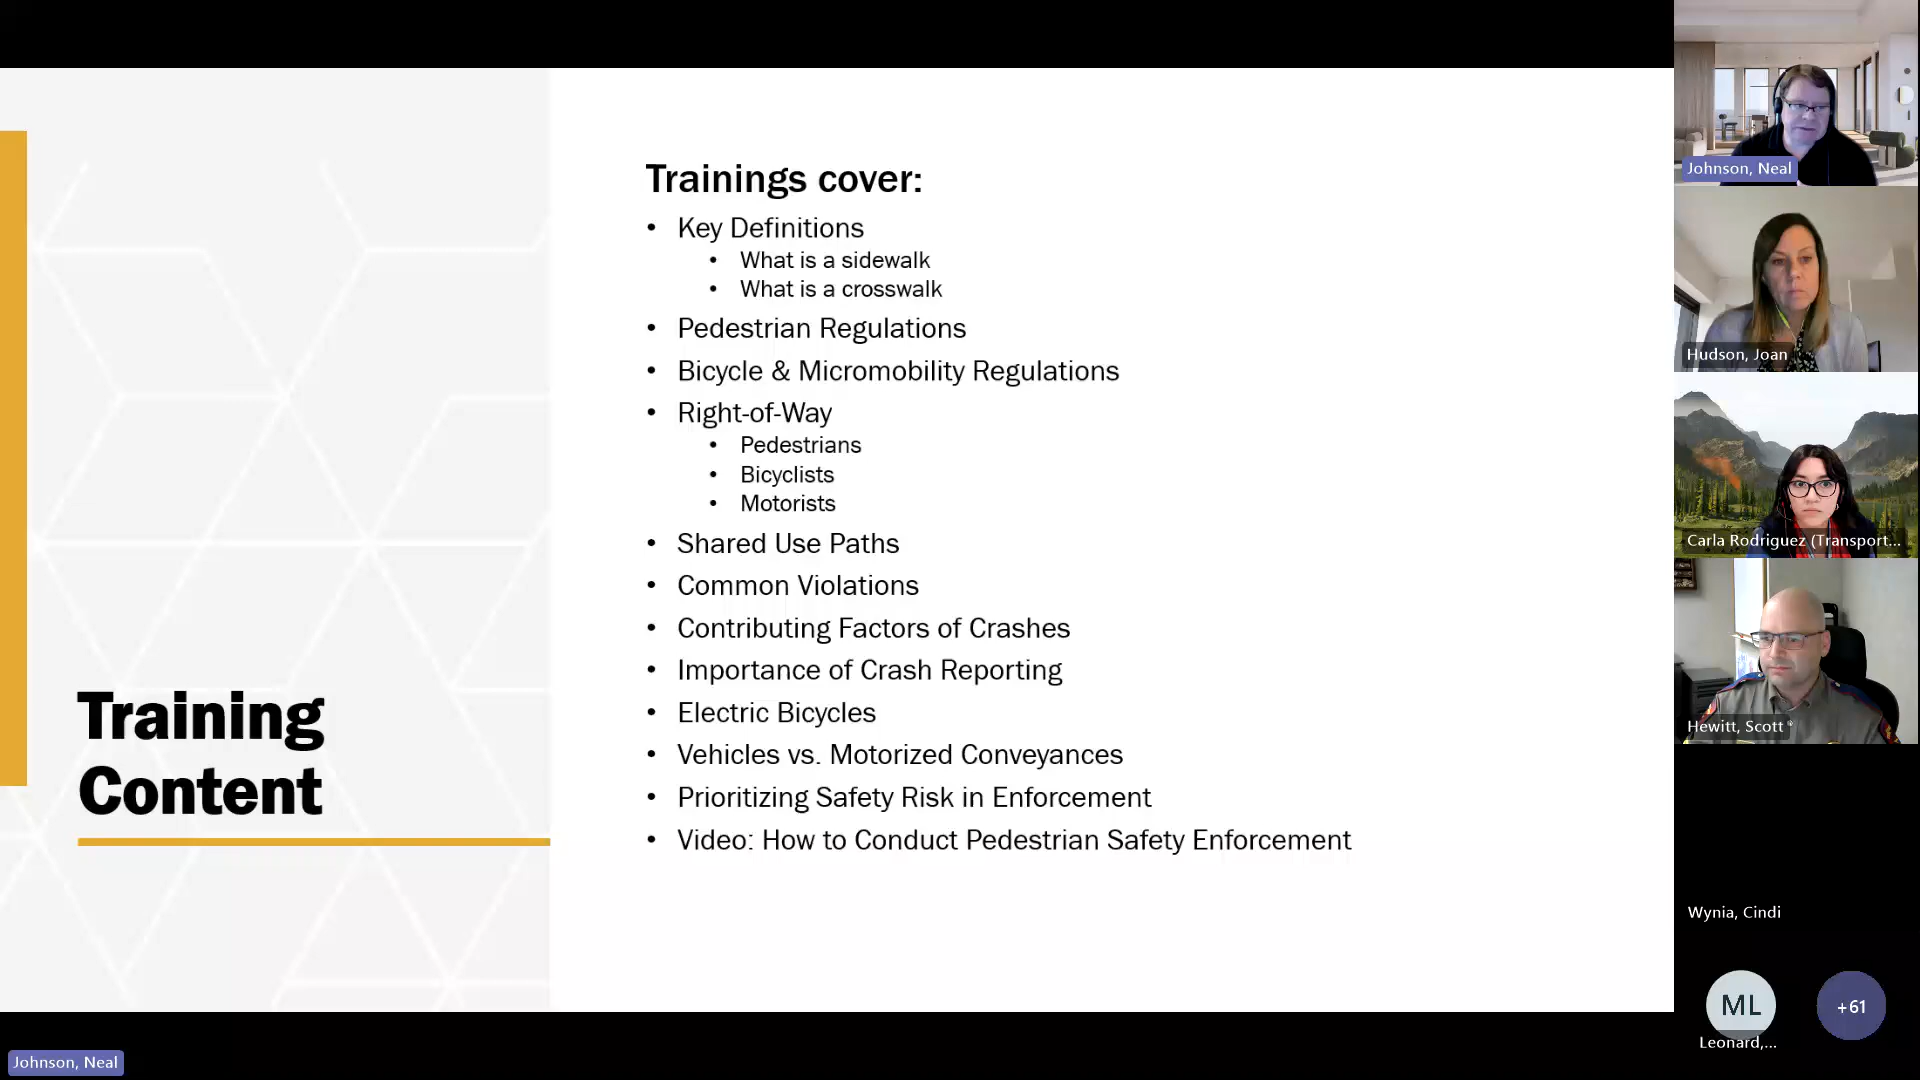 Training
Content
Trainings cover:
• Key Definitions
• What is a sidewalk
• What is a crosswalk
• Pedestrian Regulations
• Bicycle & Micromobility Regulations
• Right-of-Way
• Pedestrians
• Bicyclists
• Motorists
• Shared Use Paths
• Common Violations
• Contributing Factors of Crashes
• Importance of Crash Reporting
• Electric Bicycles
• Vehicles vs. Motorized Conveyances
• Prioritizing Safety Risk in Enforcement
• Video: How to Conduct Pedestrian Safety Enforcement
Johnson, Neal
Hudson, Joan
Carla Rodriguez (Transport...
Hewitt, Scott
Wynia, Cindi
ML
+61
Leonard,...
Johnson, Neal